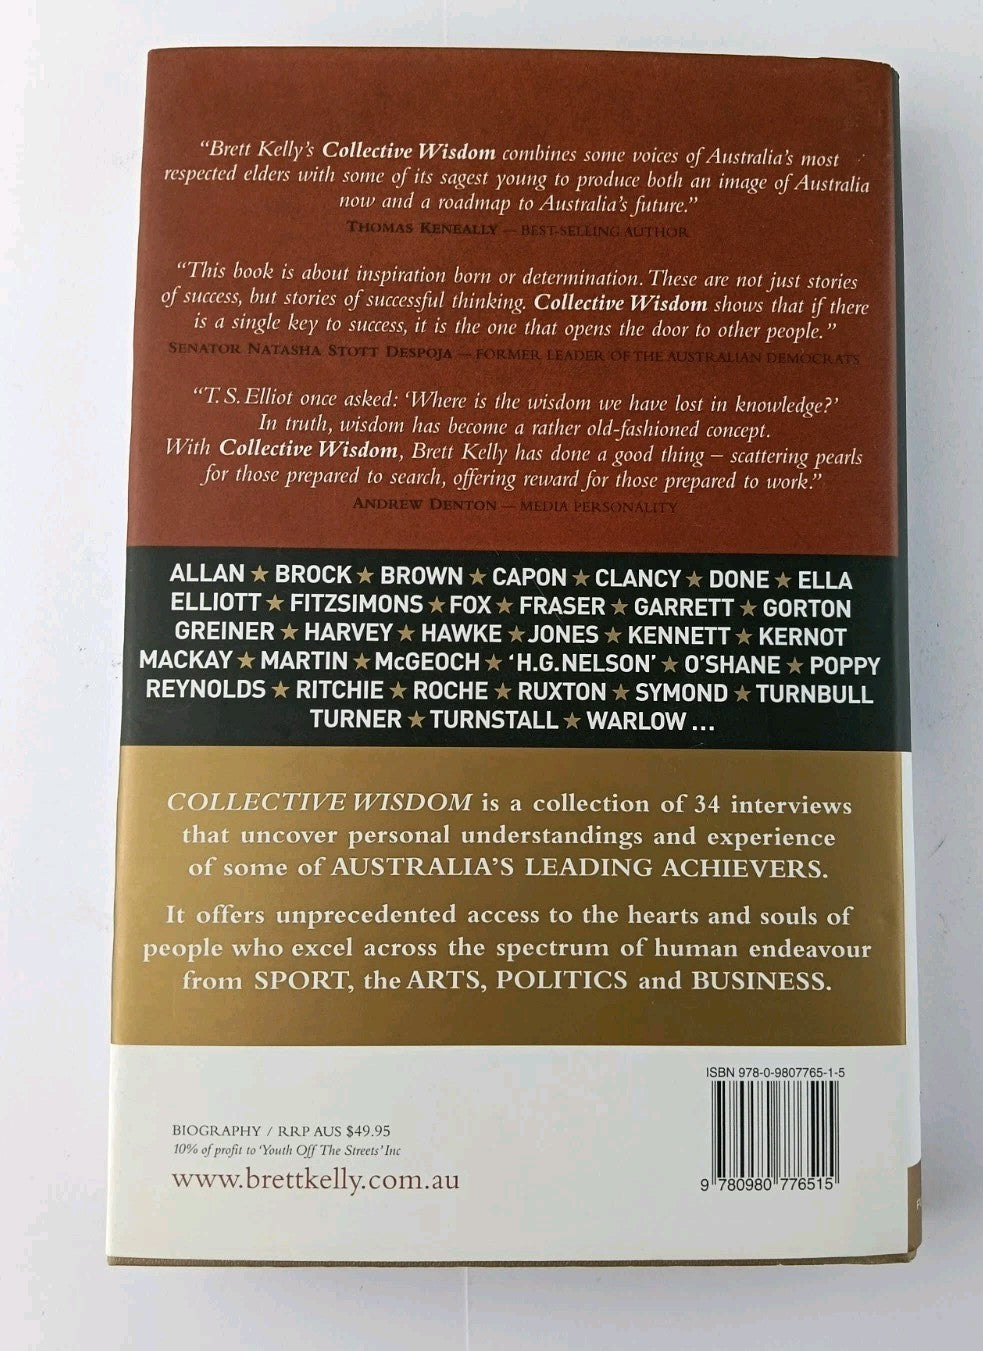 “Brett Kelly’s Collective Wisdom combines some voices of Australia’s most
respected elders with some of its sagest young to produce both an image of Australia
now and a roadmap to Australia’s future.”
THOMAS KENEALLY — BEST-SELLING AUTHOR
“This book is about inspiration born or determination. These are not just stories
of success, but stories of successful thinking. Collective Wisdom shows that if there
is a single key to success, it is the one that opens the door to other people.”
SENATOR NATASHA STOTT DESPOJA — FORMER LEADER OF THE AUSTRALIAN DEMOCRATS
“T. S. Elliot once asked: ‘Where is the wisdom we have lost in knowledge?’
In truth, wisdom has become a rather old-fashioned concept.
With Collective Wisdom, Brett Kelly has done a good thing – scattering pearls
for those prepared to search, offering reward for those prepared to work.”
ANDREW DENTON — MEDIA PERSONALITY
ALLAN ★ BROCK ★ BROWN ★ CAPON ★ CLANCY ★ DONE ★ ELLA
ELLIOTT ★ FITZSIMONS ★ FOX ★ FRASER ★ GARRETT ★ GORTON
GREINER ★ HARVEY ★ HAWKE ★ JONES ★ KENNETT ★ KERNOT
MACKAY ★ MARTIN ★ McGEOCH ★ ‘H.G. NELSON’ ★ O’SHANE ★ POPPY
REYNOLDS ★ RITCHIE ★ ROCHE ★ RUXTON ★ SYMOND ★ TURNBULL
TURNER ★ TURNSTALL ★ WARLOW ...
COLLECTIVE WISDOM is a collection of 34 interviews
that uncover personal understandings and experience
of some of AUSTRALIA’S LEADING ACHIEVERS.
It offers unprecedented access to the hearts and souls of
people who excel across the spectrum of human endeavour
from SPORT, the ARTS, POLITICS and BUSINESS.
ISBN 978-0-9807765-1-5
9 780980 776515
BIOGRAPHY / RRP AUS $49.95
10% of profit to ‘Youth Off The Streets’ Inc
www.brettkelly.com.au